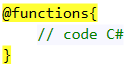 @functions{
// code C#
}